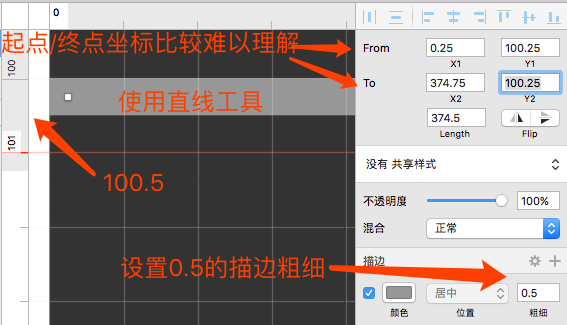 0
起点/终点坐标比较难以理解
From 0.25 100.25
X1 Y1
100
To 374.75 100.25
X2 Y2
使用直线工具
374.5
Length Flip
101
没有 共享样式
100.5
不透明度 100%
混合 正常
设置0.5的描边粗细
描边
居中 0.5
颜色 位置 粗细